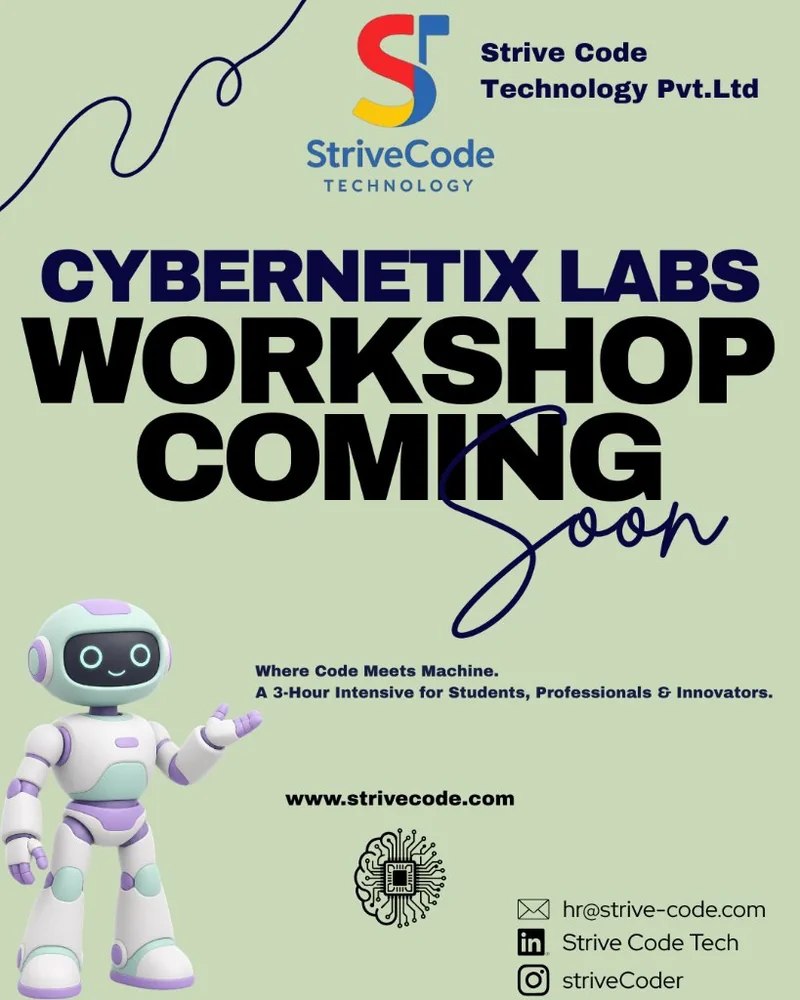 StriveCode
TECHNOLOGY
Strive Code
Technology Pvt.Ltd
CYBERNETIX LABS
WORKSHOP
COMING
Soon
Where Code Meets Machine.
A 3-Hour Intensive for Students, Professionals & Innovators.
www.strivecode.com
hr@strive-code.com
in
Strive Code Tech
striveCoder